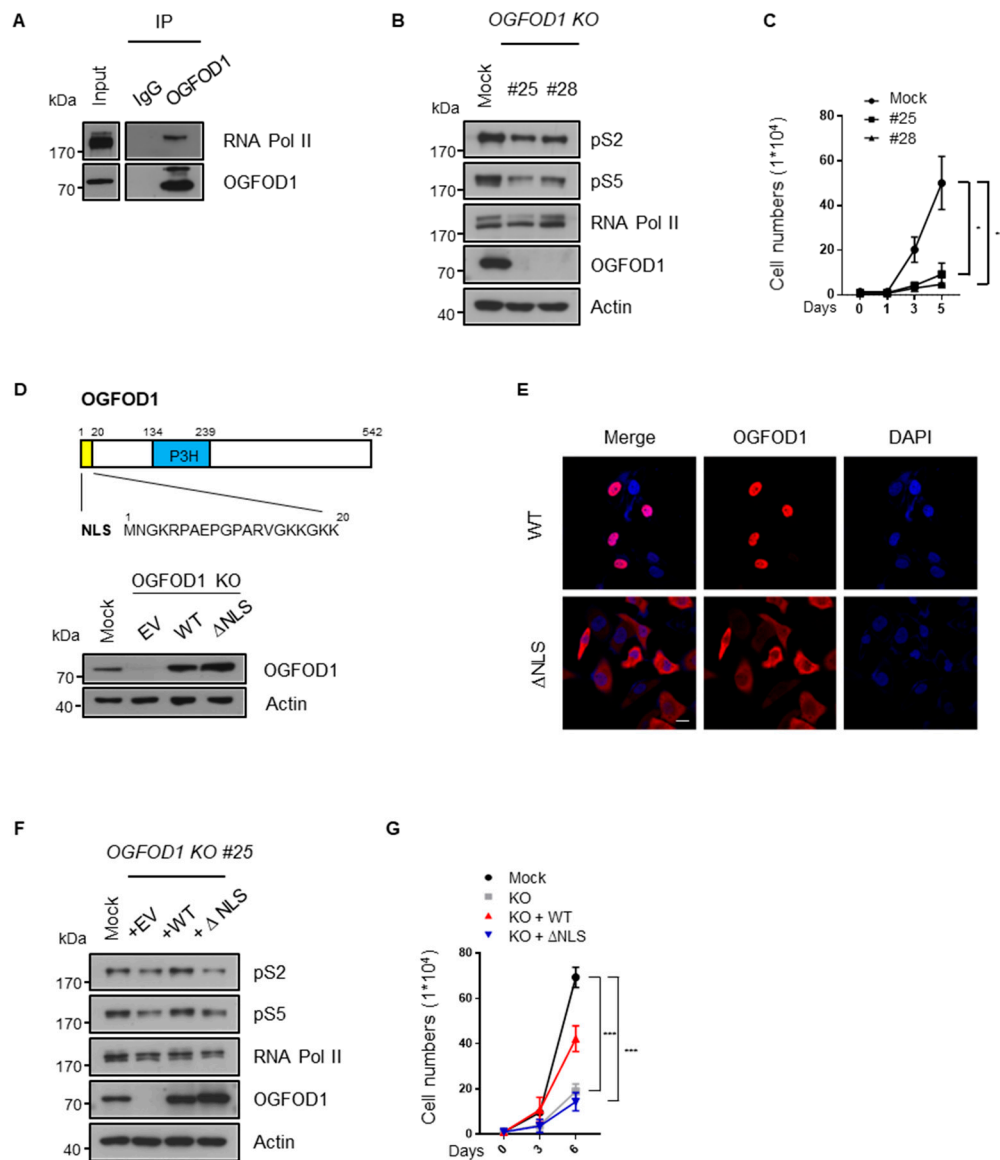 A
IP
kDa
Input
IgG
OGFOD1
170
RNA Pol II
70
OGFOD1
B
OGFOD1 KO
kDa
Mock
#25
#28
170
pS2
170
pS5
170
RNA Pol II
70
OGFOD1
40
Actin
C
Mock
#25
#28
Cell numbers (1*10⁴)
80
60
40
20
0
Days
0 1 3 5
D
OGFOD1
1 20 134 239 542
P3H
1 20
NLS MNGKRPAEPGPARVGKKGKK
OGFOD1 KO
kDa
Mock
EV
WT
ΔNLS
70
OGFOD1
40
Actin
E
Merge OGFOD1 DAPI
WT
ΔNLS
F
OGFOD1 KO #25
kDa
Mock
+EV
+WT
+ Δ NLS
170
pS2
170
pS5
170
RNA Pol II
70
OGFOD1
40
Actin
G
Mock
KO
KO + WT
KO + ΔNLS
Cell numbers (1*10⁴)
80
60
40
20
0
***
***
Days
0 3 6